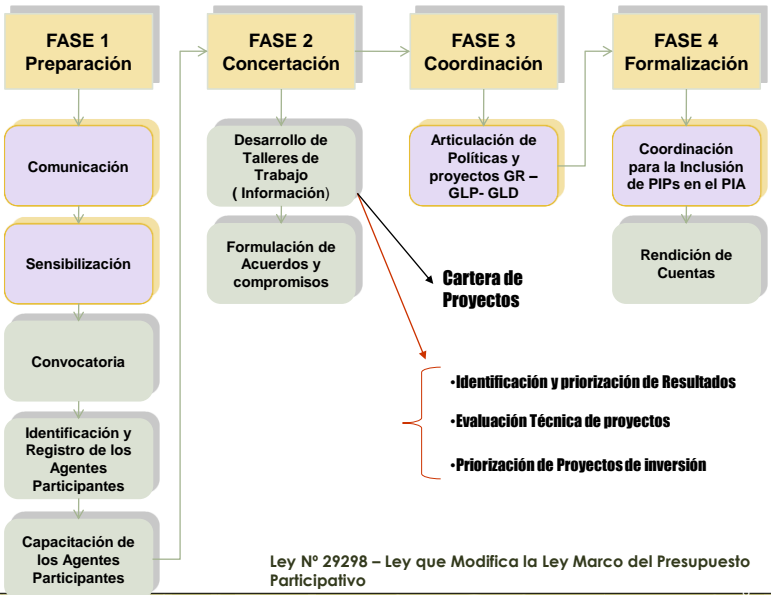 FASE 1
Preparación
Comunicación
Sensibilización
Convocatoria
Identificación y
Registro de los
Agentes
Participantes
Capacitación de
los Agentes
Participantes
FASE 2
Concertación
Desarrollo de
Talleres de
Trabajo
( Información)
Formulación de
Acuerdos y
compromisos
Cartera de
Proyectos
•Identificación y priorización de Resultados
•Evaluación Técnica de proyectos
•Priorización de Proyectos de inversión
FASE 3
Coordinación
Articulación de
Políticas y
proyectos GR –
GLP- GLD
FASE 4
Formalización
Coordinación
para la Inclusión
de PIPs en el PIA
Rendición de
Cuentas
Ley Nº 29298 – Ley que Modifica la Ley Marco del Presupuesto
Participativo